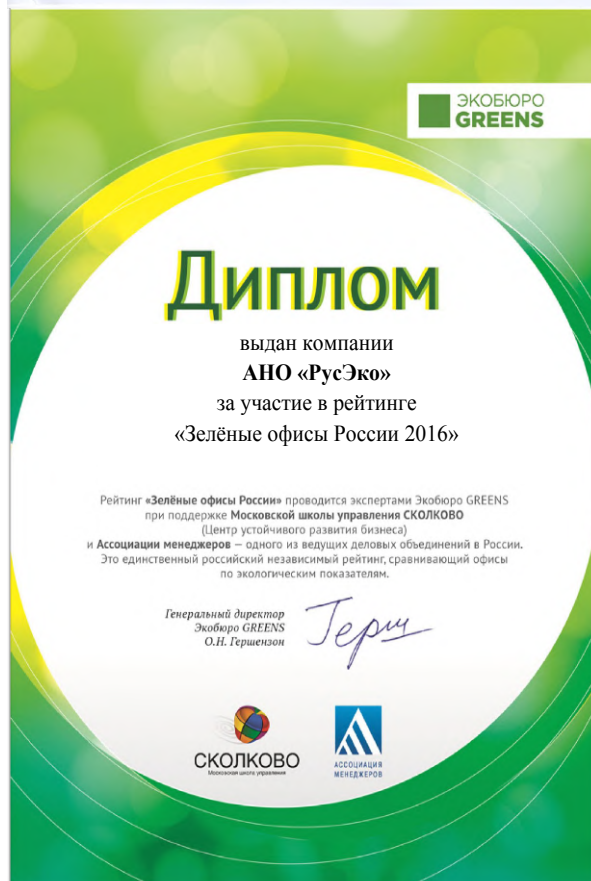 ЭКОБЮРО
GREENS
Диплом
выдан компании
АНО «РусЭко»
за участие в рейтинге
«Зелёные офисы России 2016»
Рейтинг «Зелёные офисы России» проводится экспертами Экобюро GREENS
при поддержке Московской школы управления СКОЛКОВО
(Центр устойчивого развития бизнеса)
и Ассоциации менеджеров — одного из ведущих деловых объединений в России.
Это единственный российский независимый рейтинг, сравнивающий офисы
по экологическим показателям.
Генеральный директор
Экобюро GREENS
О.Н. Гершензон
Герш
СКОЛКОВО
Московская школа управления
АССОЦИАЦИЯ
МЕНЕДЖЕРОВ